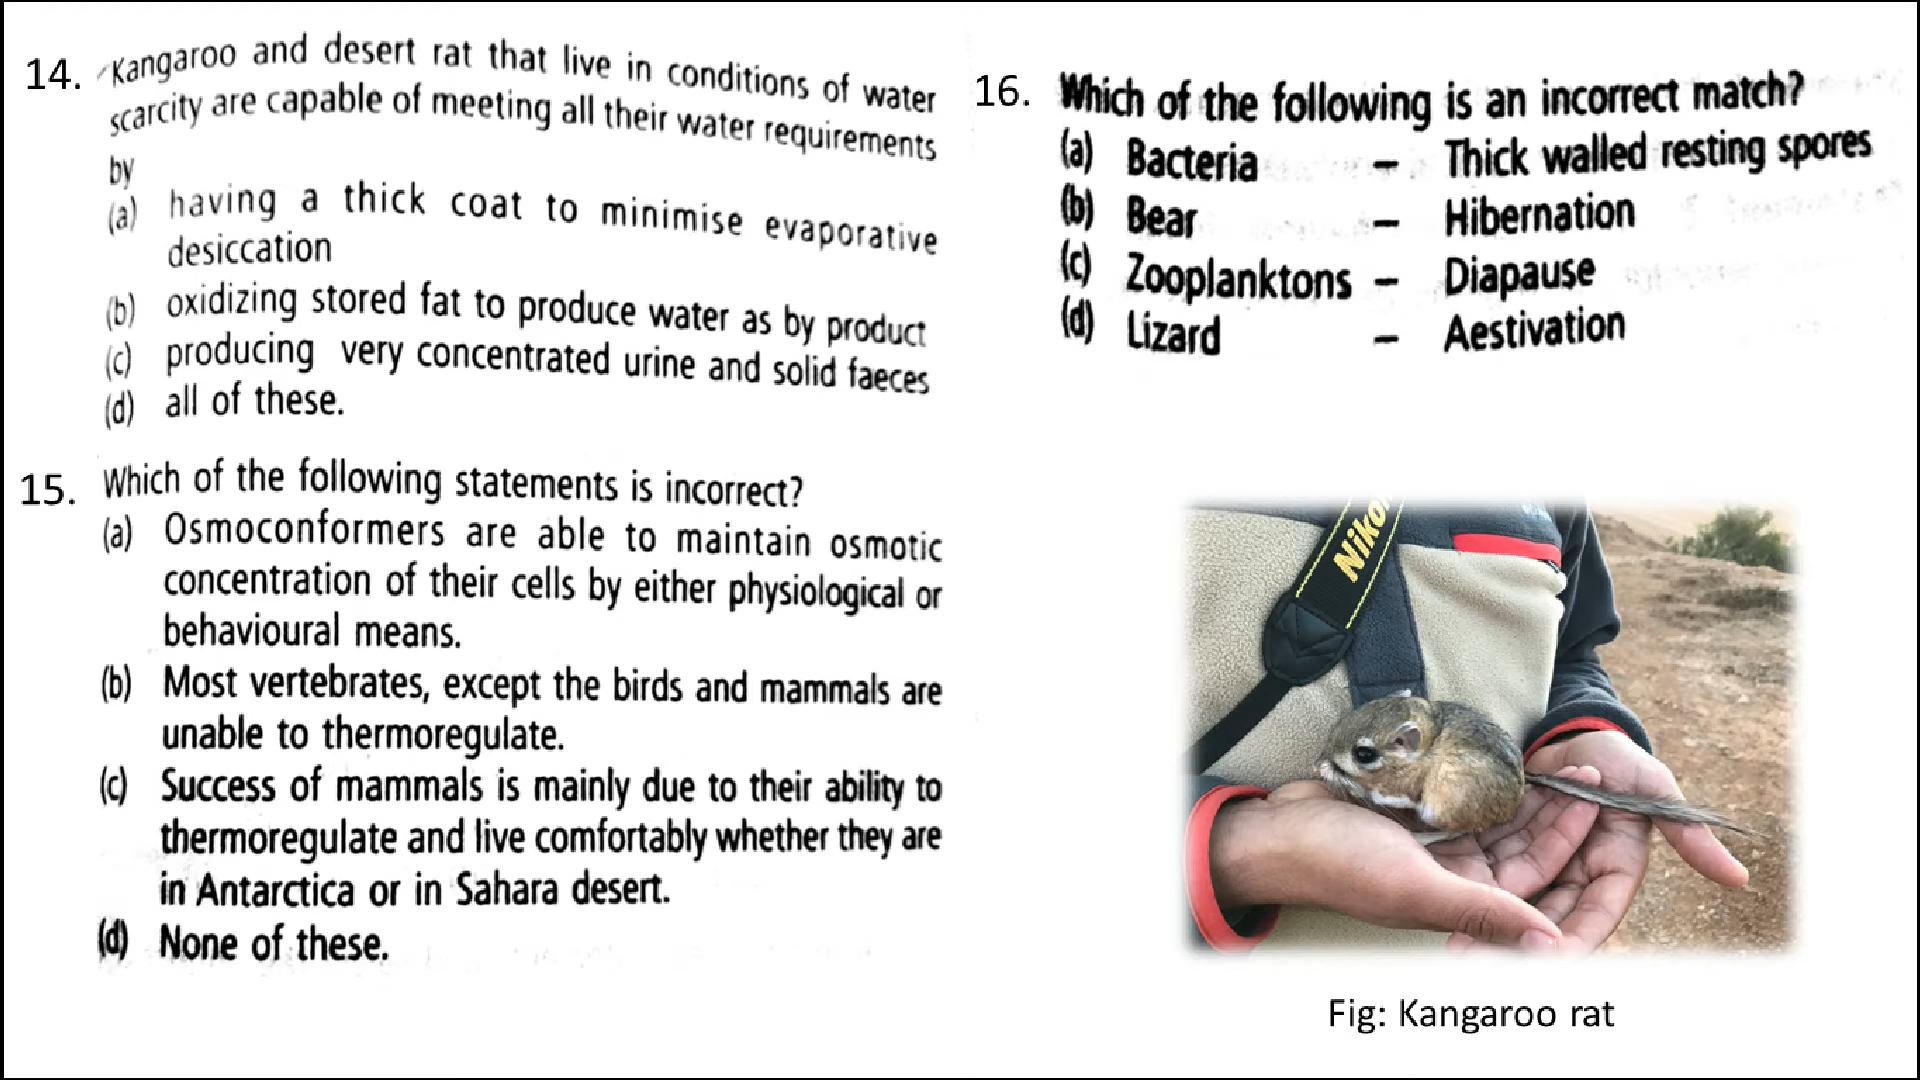 14. Kangaroo and desert rat that live in conditions of water
scarcity are capable of meeting all their water requirements
by
(a) having a thick coat to minimise evaporative
desiccation
(b) oxidizing stored fat to produce water as by product
(c) producing very concentrated urine and solid faeces
(d) all of these.
15. Which of the following statements is incorrect?
(a) Osmoconformers are able to maintain osmotic
concentration of their cells by either physiological or
behavioural means.
(b) Most vertebrates, except the birds and mammals are
unable to thermoregulate.
(c) Success of mammals is mainly due to their ability to
thermoregulate and live comfortably whether they are
in Antarctica or in Sahara desert.
(d) None of these.
16. Which of the following is an incorrect match?
(a) Bacteria – Thick walled resting spores
(b) Bear – Hibernation
(c) Zooplanktons – Diapause
(d) Lizard – Aestivation
Niko
Fig: Kangaroo rat